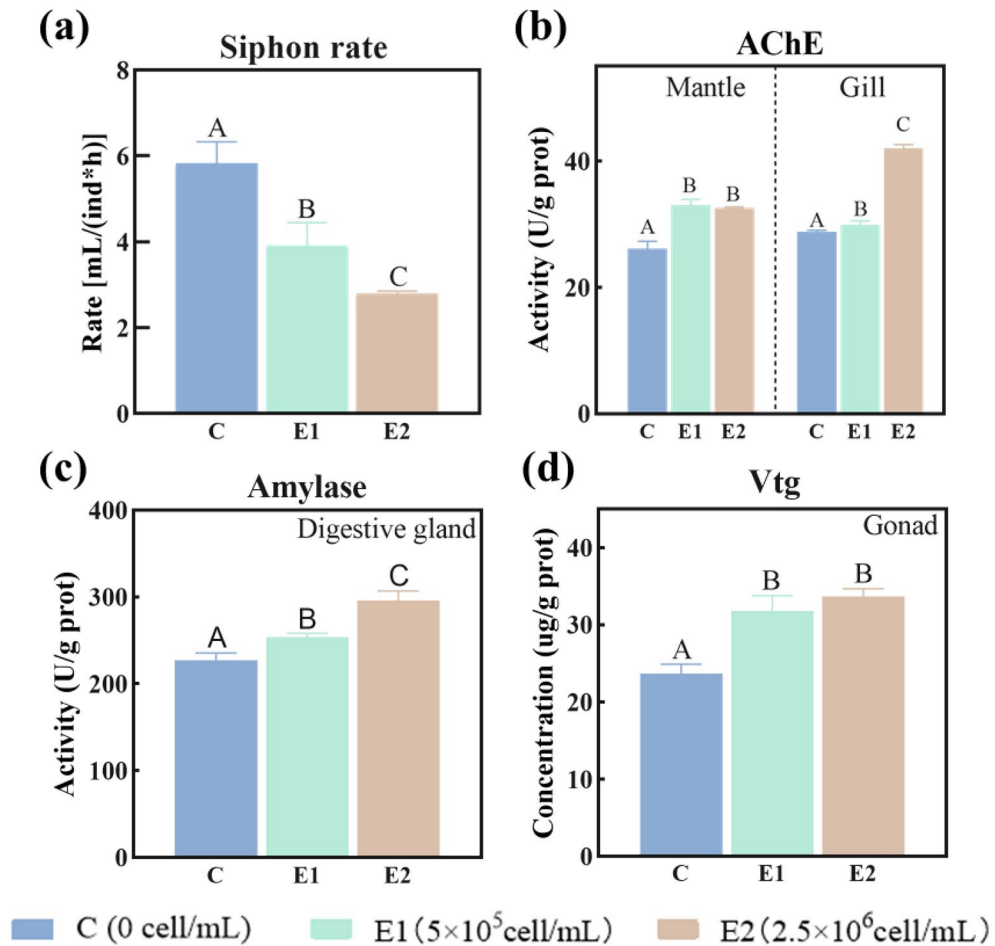 (a)
Siphon rate
8
6
4
2
0
Rate [mL/(ind*h)]
A
B
C
C E1 E2
(b)
AChE
Mantle Gill
40
20
0
Activity (U/g prot)
A B B A B C
C E1 E2 C E1 E2
(c)
Amylase
Digestive gland
400
300
200
100
0
Activity (U/g prot)
A
B
C
C E1 E2
(d)
Vtg
Gonad
40
30
20
10
0
Concentration (ug/g prot)
A
B
B
C E1 E2
C (0 cell/mL) E1(5×10⁵cell/mL) E2(2.5×10⁶cell/mL)